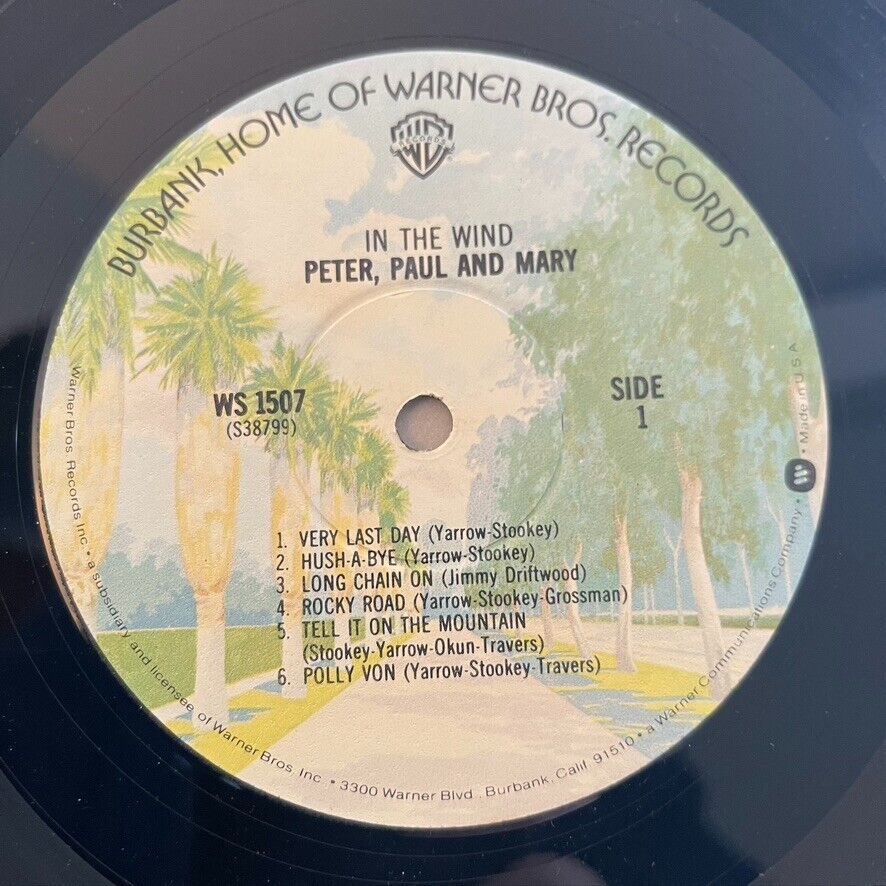 BURBANK, HOME OF WARNER BROS. RECORDS
WB
RECORDS
IN THE WIND
PETER, PAUL AND MARY
WS 1507
(S38799)
SIDE
1
1. VERY LAST DAY (Yarrow-Stookey)
2. HUSH-A-BYE (Yarrow-Stookey)
3. LONG CHAIN ON (Jimmy Driftwood)
4. ROCKY ROAD (Yarrow-Stookey-Grossman)
5. TELL IT ON THE MOUNTAIN
(Stookey-Yarrow-Okun-Travers)
6. POLLY VON (Yarrow-Stookey-Travers)
Warner Bros. Records Inc. • a subsidiary and licensee of Warner Bros. Inc. • 3300 Warner Blvd., Burbank, Calif. 91510 • a Warner Communications Company • Made in U.S.A.